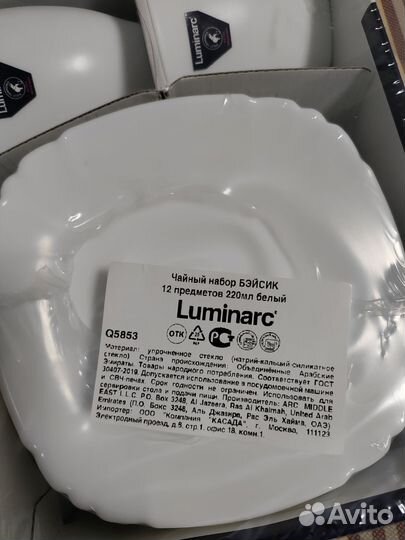 Luminarc
Luminarc
Чайный набор БЭЙСИК
12 предметов 220мл белый
Luminarc
Q5853
ОТК
Материал: упрочненное стекло (натрий-кальций-силикатное
стекло) Страна происхождения: Объединённые Арабские
Эмираты. Товары народного потребления. Соответствует ГОСТ
30407-2019. Допускается использование в посудомоечной машине
и СВЧ-печах. Срок годности не ограничен. Использовать для
сервировки стола и подачи пищи. Производитель: ARC MIDDLE
EAST L.L.C. P.O. Box 3248, Al Jazeera, Ras Al Khaimah, United Arab
Emirates (П.О. Бокс 3248, Аль Джазира, Рас Эль Хайма, ОАЭ)
Импортер: ООО "Компания "КАСАДА", г. Москва, 111123
Электродный проезд, д.6, стр.1, офис 18, комн.1.
Avito